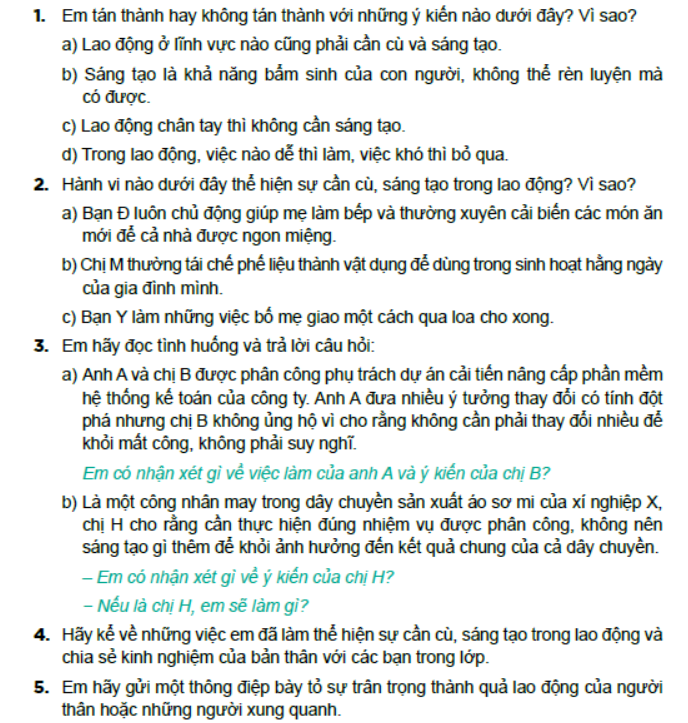 1. Em tán thành hay không tán thành với những ý kiến nào dưới đây? Vì sao?
a) Lao động ở lĩnh vực nào cũng phải cần cù và sáng tạo.
b) Sáng tạo là khả năng bẩm sinh của con người, không thể rèn luyện mà
có được.
c) Lao động chân tay thì không cần sáng tạo.
d) Trong lao động, việc nào dễ thì làm, việc khó thì bỏ qua.
2. Hành vi nào dưới đây thể hiện sự cần cù, sáng tạo trong lao động? Vì sao?
a) Bạn Đ luôn chủ động giúp mẹ làm bếp và thường xuyên cải biến các món ăn
mới để cả nhà được ngon miệng.
b) Chị M thường tái chế phế liệu thành vật dụng để dùng trong sinh hoạt hằng ngày
của gia đình mình.
c) Bạn Y làm những việc bố mẹ giao một cách qua loa cho xong.
3. Em hãy đọc tình huống và trả lời câu hỏi:
a) Anh A và chị B được phân công phụ trách dự án cải tiến nâng cấp phần mềm
hệ thống kế toán của công ty. Anh A đưa nhiều ý tưởng thay đổi có tính đột
phá nhưng chị B không ủng hộ vì cho rằng không cần phải thay đổi nhiều để
khỏi mất công, không phải suy nghĩ.
Em có nhận xét gì về việc làm của anh A và ý kiến của chị B?
b) Là một công nhân may trong dây chuyền sản xuất áo sơ mi của xí nghiệp X,
chị H cho rằng cần thực hiện đúng nhiệm vụ được phân công, không nên
sáng tạo gì thêm để khỏi ảnh hưởng đến kết quả chung của cả dây chuyền.
– Em có nhận xét gì về ý kiến của chị H?
– Nếu là chị H, em sẽ làm gì?
4. Hãy kể về những việc em đã làm thể hiện sự cần cù, sáng tạo trong lao động và
chia sẻ kinh nghiệm của bản thân với các bạn trong lớp.
5. Em hãy gửi một thông điệp bày tỏ sự trân trọng thành quả lao động của người
thân hoặc những người xung quanh.